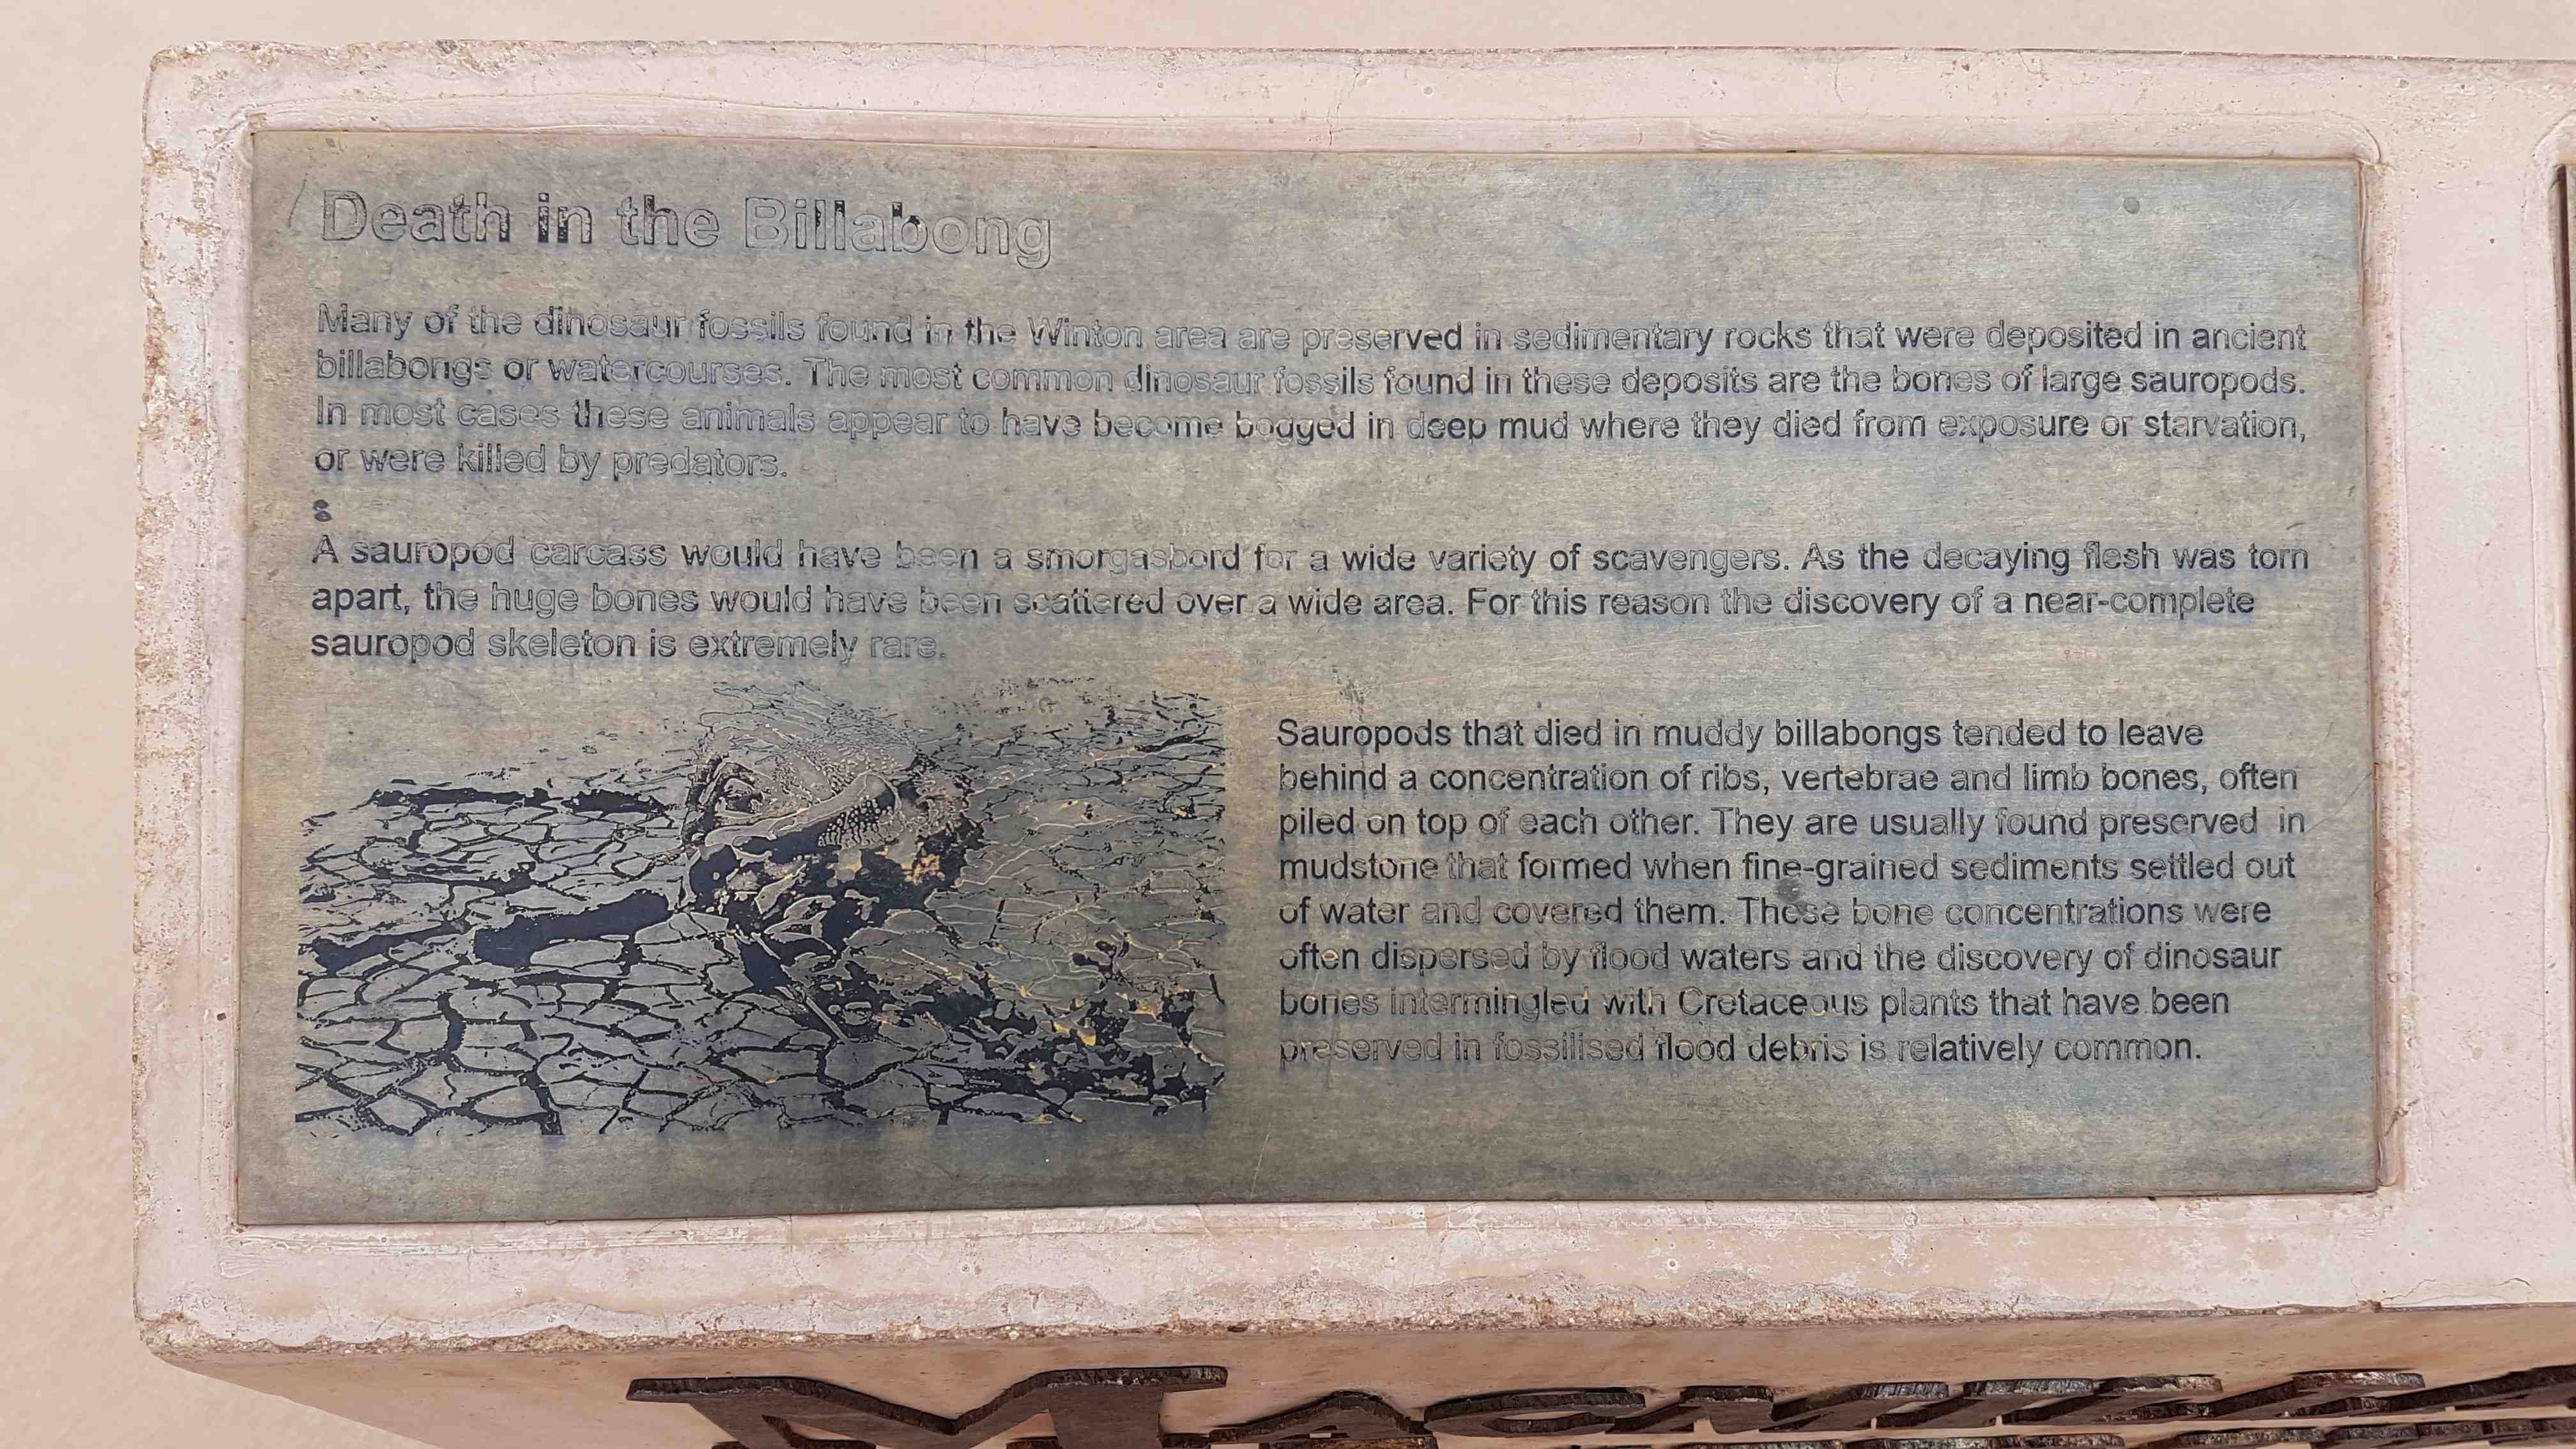 Death in the Billabong
Many of the dinosaur fossils found in the Winton area are preserved in sedimentary rocks that were deposited in ancient
billabongs or watercourses. The most common dinosaur fossils found in these deposits are the bones of large sauropods.
In most cases these animals appear to have become bogged in deep mud where they died from exposure or starvation,
or were killed by predators.
A sauropod carcass would have been a smorgasbord for a wide variety of scavengers. As the decaying flesh was torn
apart, the huge bones would have been scattered over a wide area. For this reason the discovery of a near-complete
sauropod skeleton is extremely rare.
Sauropods that died in muddy billabongs tended to leave
behind a concentration of ribs, vertebrae and limb bones, often
piled on top of each other. They are usually found preserved in
mudstone that formed when fine-grained sediments settled out
of water and covered them. These bone concentrations were
often dispersed by flood waters and the discovery of dinosaur
bones intermingled with Cretaceous plants that have been
preserved in fossilised flood debris is relatively common.